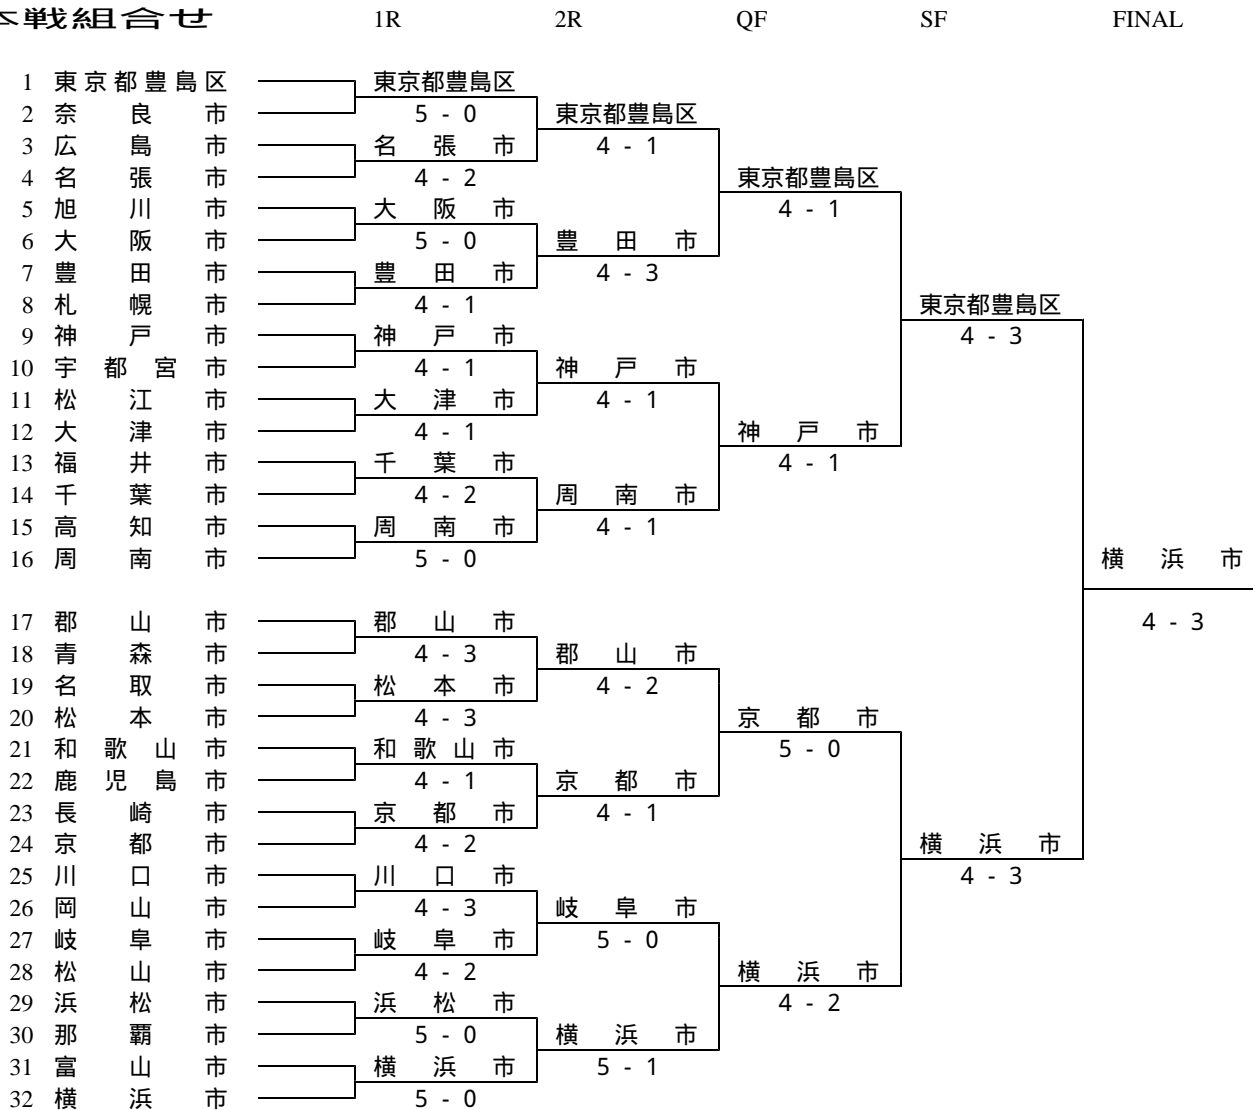 本戦組合せ 1R 2R QF SF FINAL
1 東京都豊島区 東京都豊島区
2 奈良市 5 - 0 東京都豊島区
3 広島市 名張市 4 - 1
4 名張市 4 - 2 東京都豊島区
5 旭川市 大阪市 4 - 1
6 大阪市 5 - 0 豊田市
7 豊田市 豊田市 4 - 3
8 札幌市 4 - 1 東京都豊島区
9 神戸市 神戸市 4 - 3
10 宇都宮市 4 - 1 神戸市
11 松江市 大津市 4 - 1
12 大津市 4 - 1 神戸市
13 福井市 千葉市 4 - 1
14 千葉市 4 - 2 周南市
15 高知市 周南市 4 - 1
16 周南市 5 - 0 横浜市
17 郡山市 郡山市 4 - 3
18 青森市 4 - 3 郡山市
19 名取市 松本市 4 - 2
20 松本市 4 - 3 京都市
21 和歌山市 和歌山市 5 - 0
22 鹿児島市 4 - 1 京都市
23 長崎市 京都市 4 - 1
24 京都市 4 - 2 横浜市
25 川口市 川口市 4 - 3
26 岡山市 4 - 3 岐阜市
27 岐阜市 岐阜市 5 - 0
28 松山市 4 - 2 横浜市
29 浜松市 浜松市 4 - 2
30 那覇市 5 - 0 横浜市
31 富山市 横浜市 5 - 1
32 横浜市 5 - 0